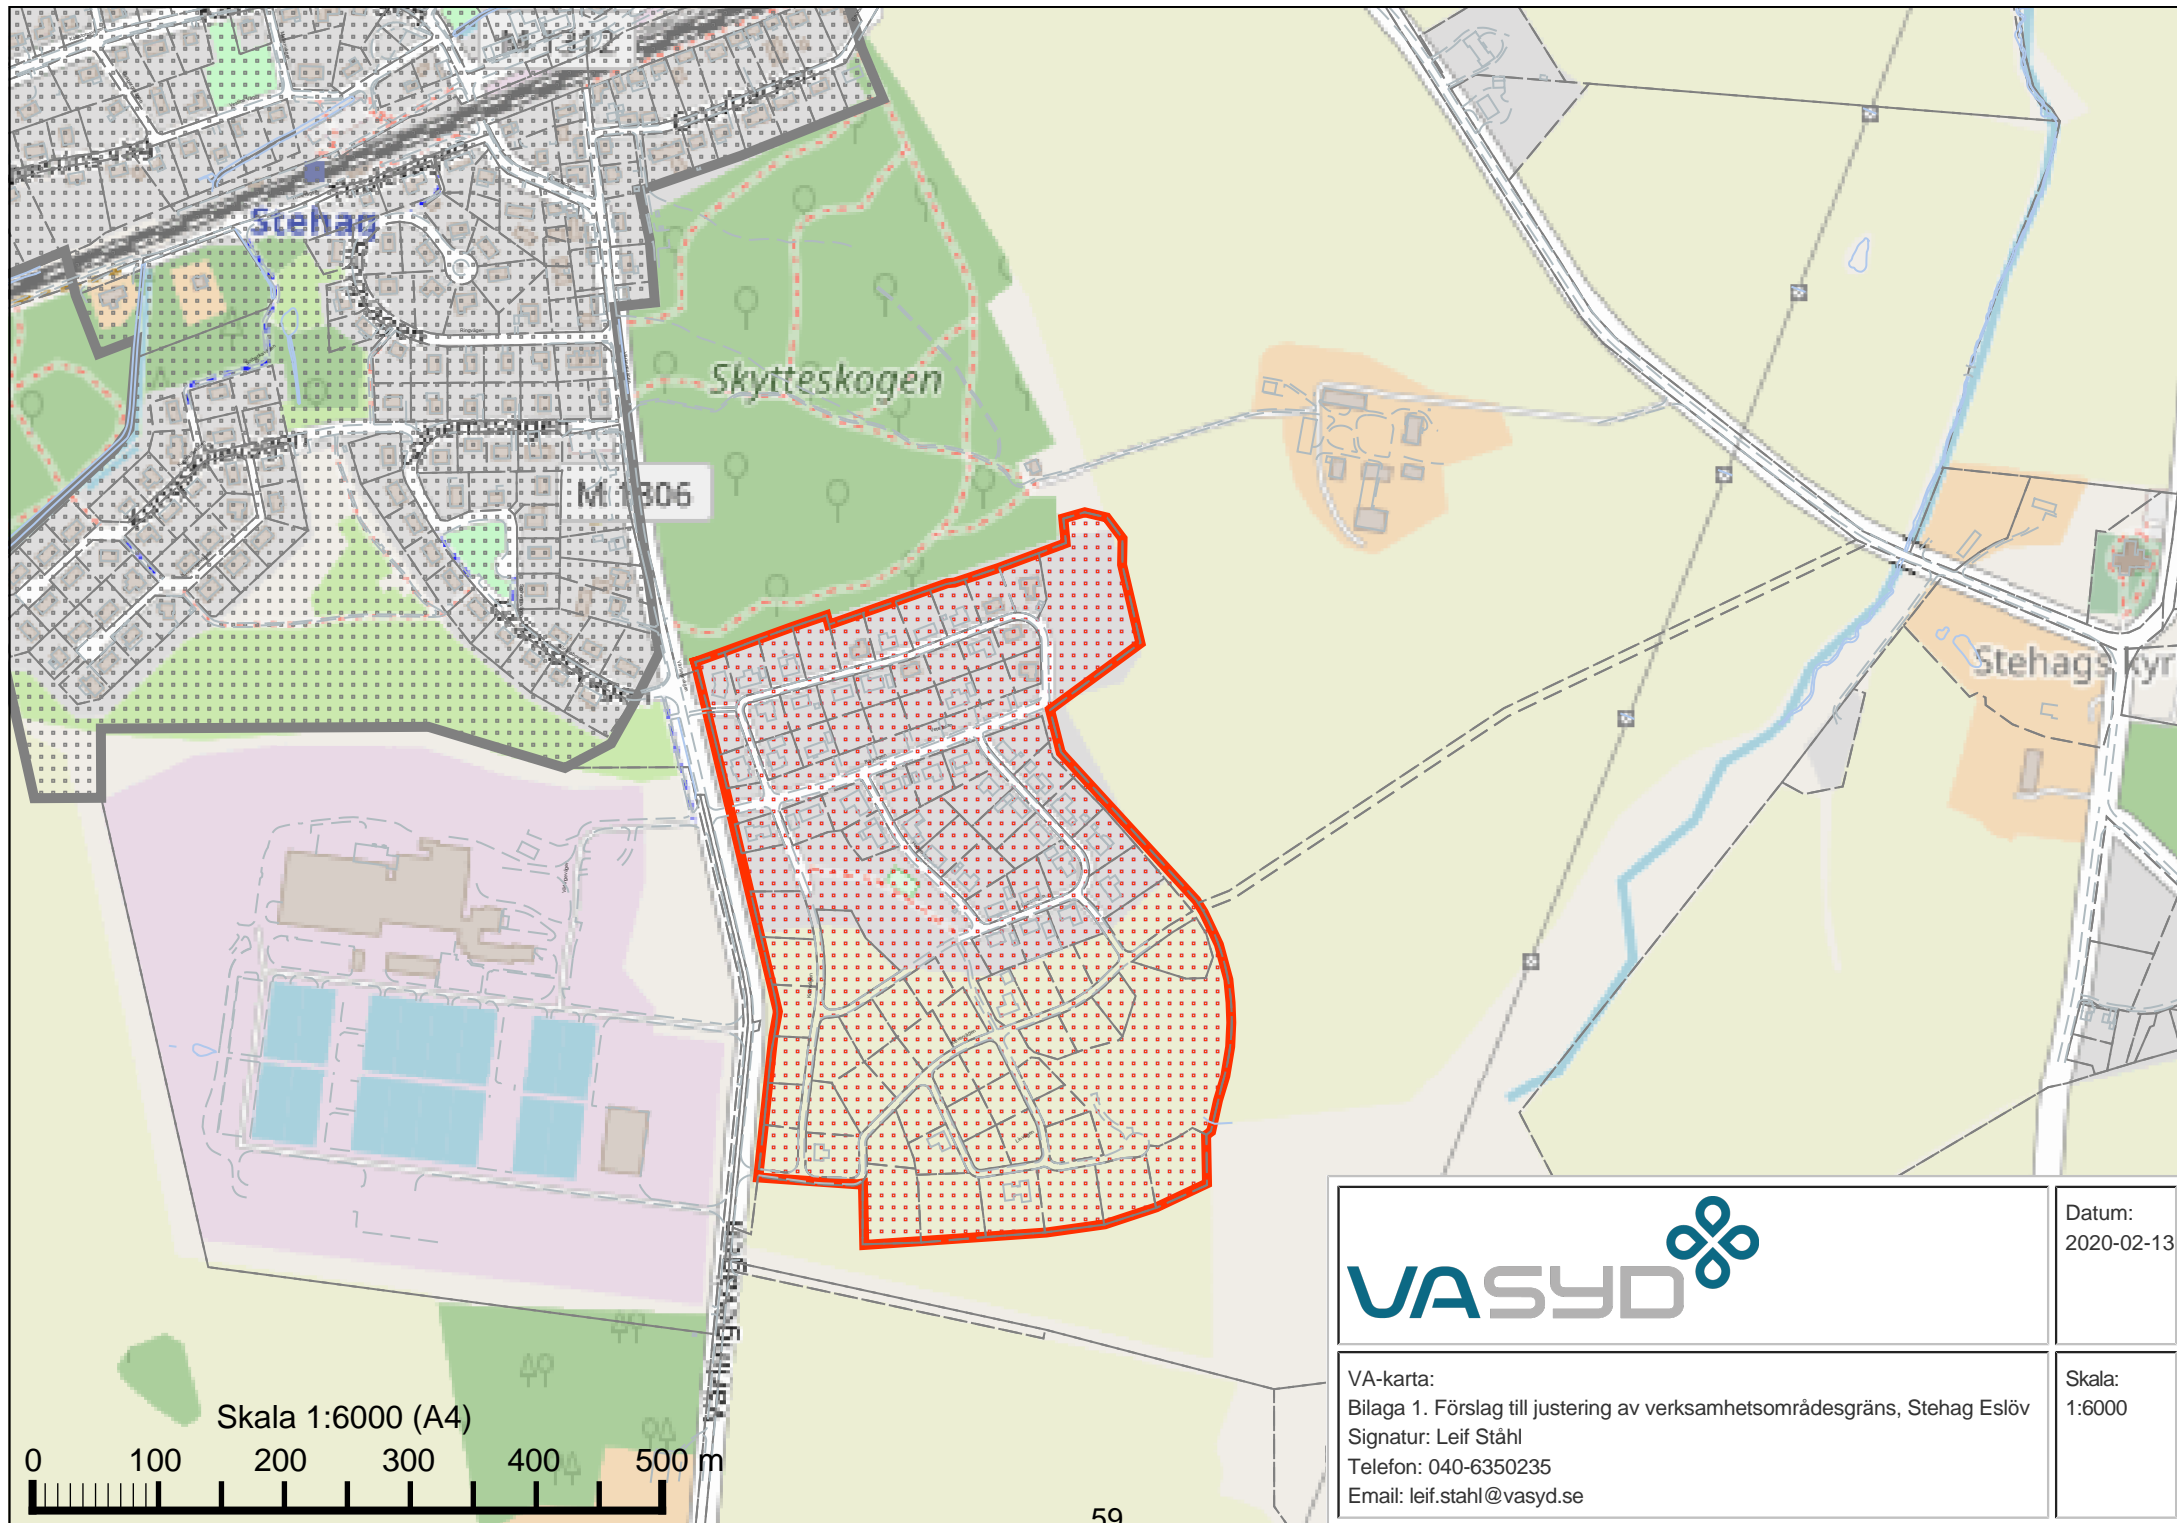 M 1312
Stehag
Skytteskogen
M 1306
Stehags kyr
Skala 1:6000 (A4)
0 100 200 300 400 500 m
59
VA SYD
Datum:
2020-02-13
VA-karta:
Bilaga 1. Förslag till justering av verksamhetsområdesgräns, Stehag Eslöv
Signatur: Leif Ståhl
Telefon: 040-6350235
Email: leif.stahl@vasyd.se
Skala:
1:6000